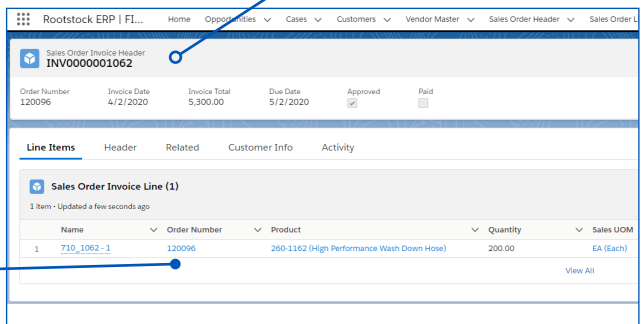 Rootstock ERP | FI... Home Opportunities Cases Customers Vendor Master Sales Order Header Sales Order L
Sales Order Invoice Header
INV0000001062
Order Number Invoice Date Invoice Total Due Date Approved Paid
120096 4/2/2020 5,300.00 5/2/2020
Line Items Header Related Customer Info Activity
Sales Order Invoice Line (1)
1 item • Updated a few seconds ago
Name Order Number Product Quantity Sales UOM
1 710_1062 - 1 120096 260-1162 (High Performance Wash Down Hose) 200.00 EA (Each)
View All